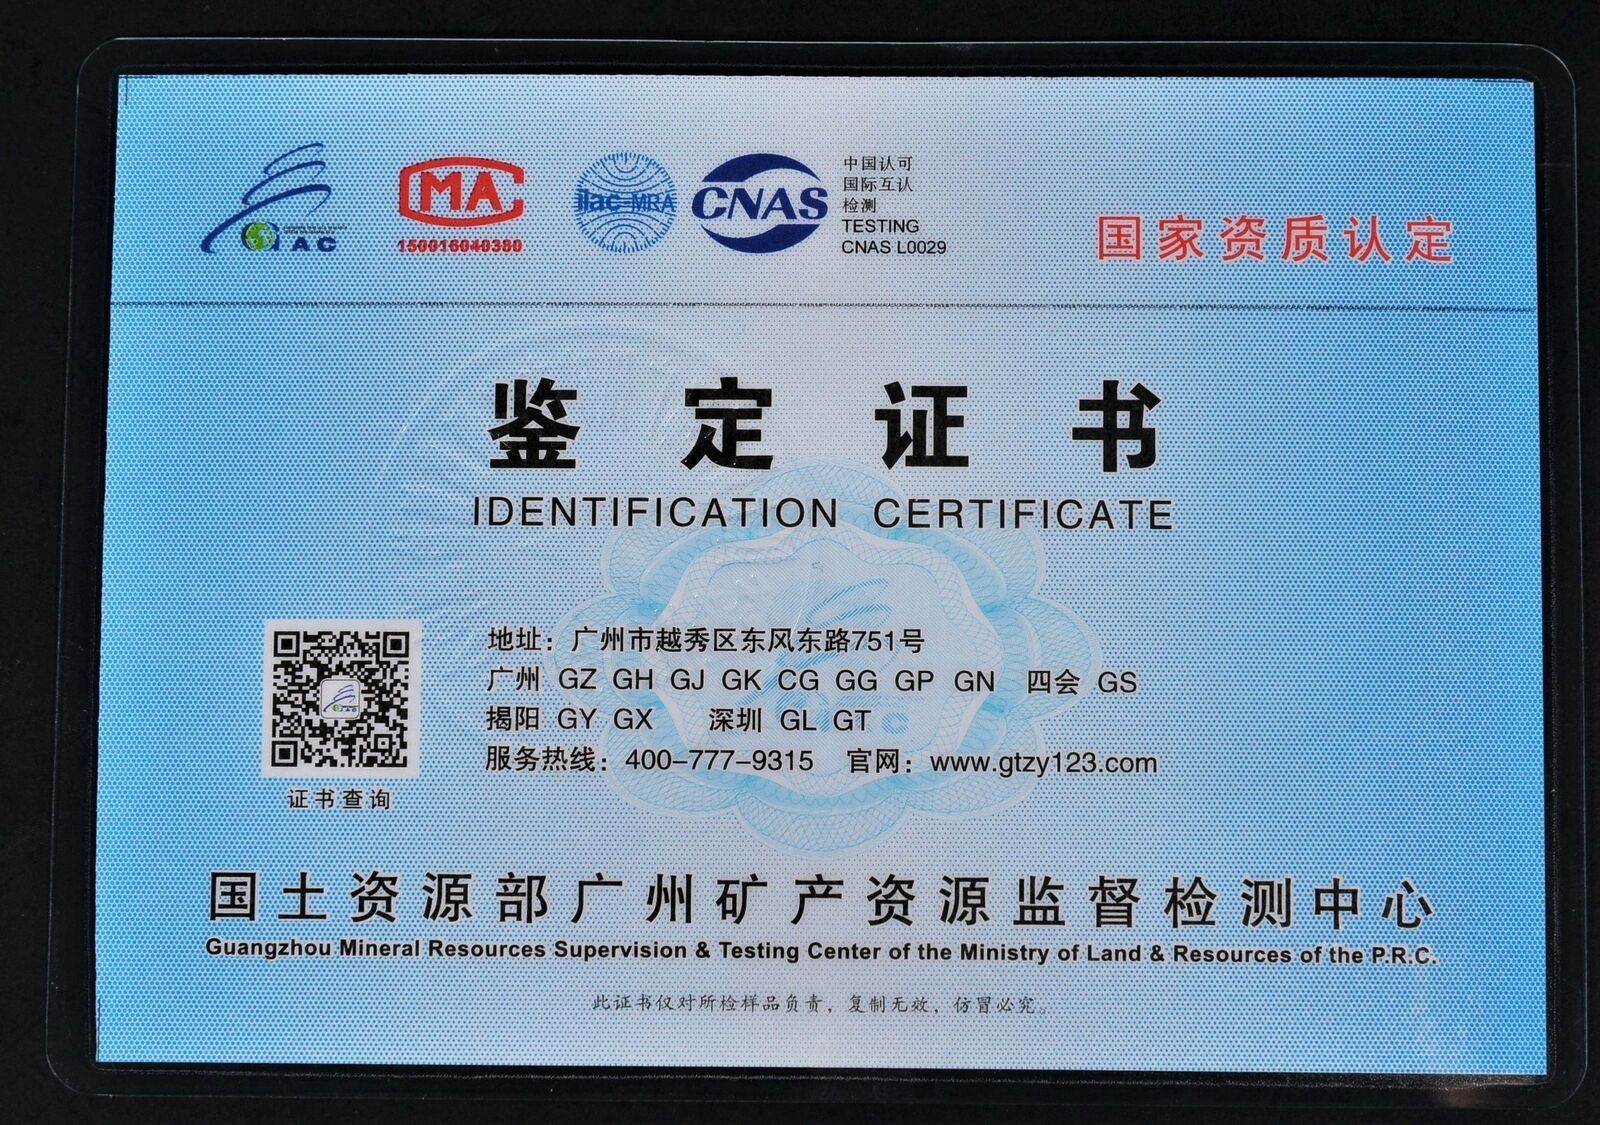 GIAC
MA
150016040380
ilac-MRA
CNAS
中国认可
国际互认
检测
TESTING
CNAS L0029
国家资质认定
鉴定证书
IDENTIFICATION CERTIFICATE
地址：广州市越秀区东风东路751号
广州 GZ GH GJ GK CG GG GP GN 四会 GS
揭阳 GY GX 深圳 GL GT
服务热线：400-777-9315 官网：www.gtzy123.com
证书查询
国土资源部广州矿产资源监督检测中心
Guangzhou Mineral Resources Supervision & Testing Center of the Ministry of Land & Resources of the P.R.C.
此证书仅对所检样品负责，复制无效，仿冒必究。